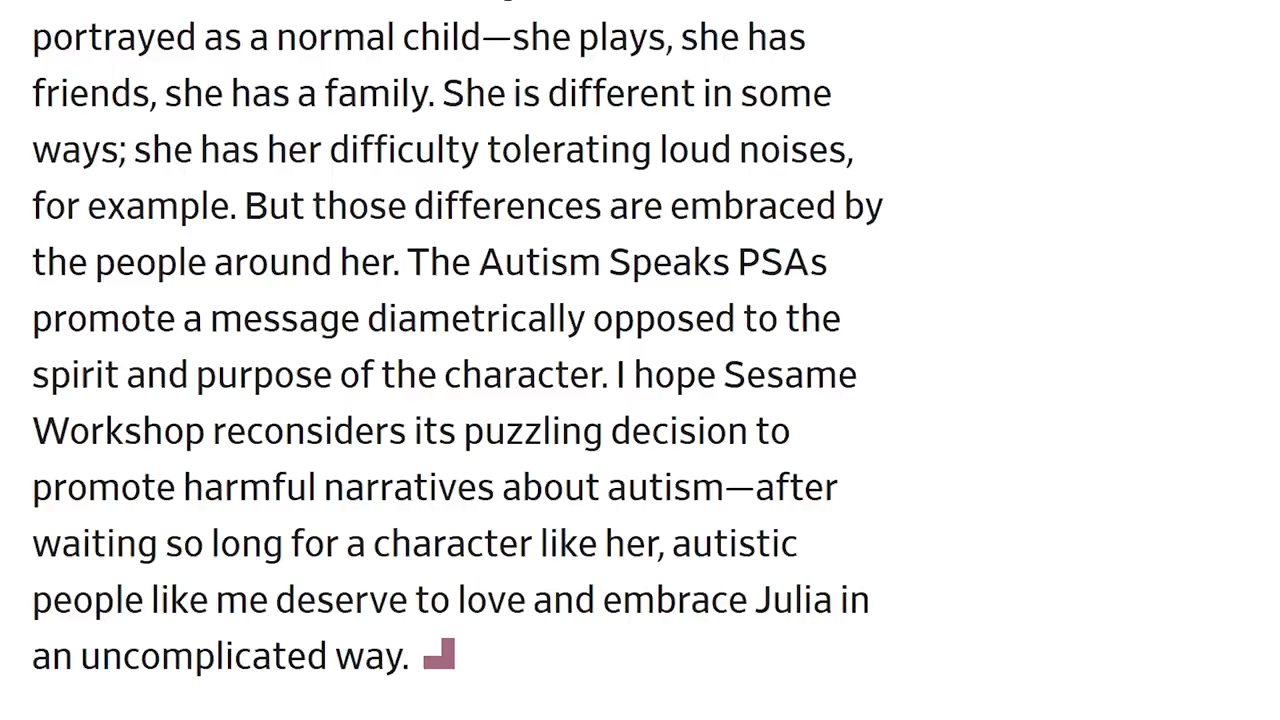 portrayed as a normal child—she plays, she has
friends, she has a family. She is different in some
ways; she has her difficulty tolerating loud noises,
for example. But those differences are embraced by
the people around her. The Autism Speaks PSAs
promote a message diametrically opposed to the
spirit and purpose of the character. I hope Sesame
Workshop reconsiders its puzzling decision to
promote harmful narratives about autism—after
waiting so long for a character like her, autistic
people like me deserve to love and embrace Julia in
an uncomplicated way.